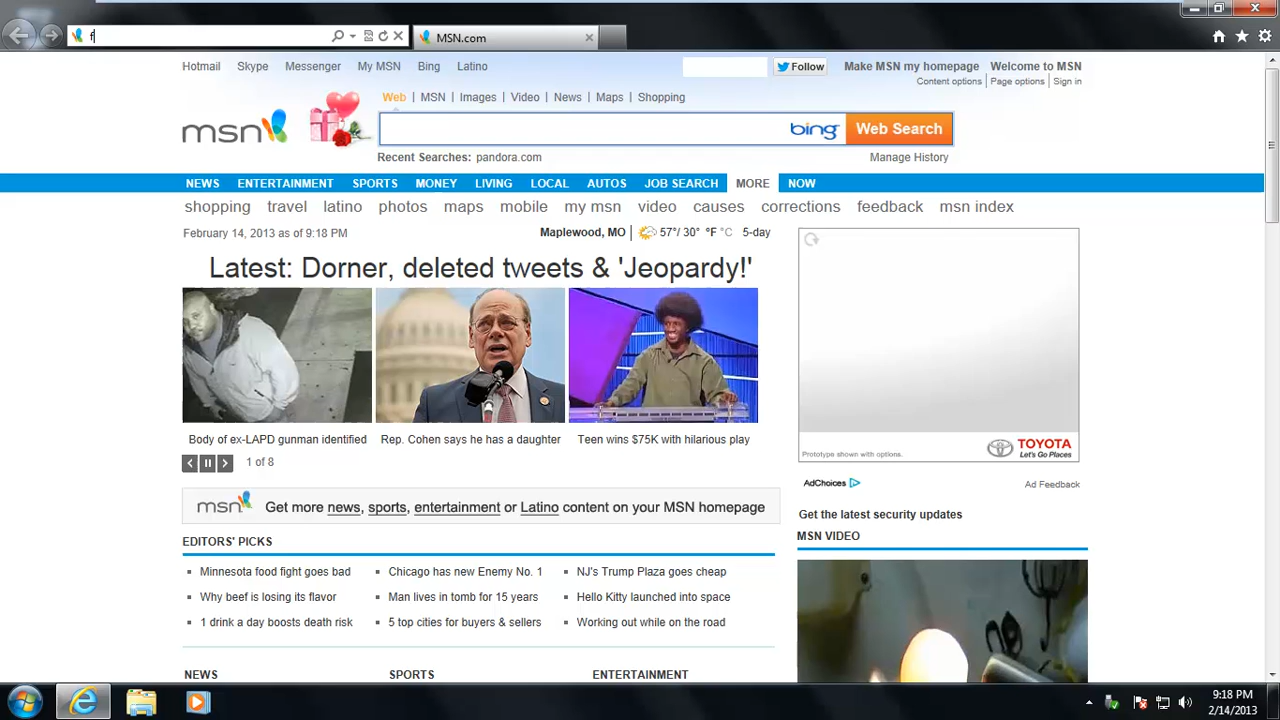 f
MSN.com
Hotmail Skype Messenger My MSN Bing Latino
Follow
Make MSN my homepage Welcome to MSN
Content options Page options Sign in
Web | MSN | Images | Video | News | Maps | Shopping
msn
bing
Web Search
Recent Searches: pandora.com
Manage History
NEWS ENTERTAINMENT SPORTS MONEY LIVING LOCAL AUTOS JOB SEARCH MORE NOW
shopping travel latino photos maps mobile my msn video causes corrections feedback msn index
February 14, 2013 as of 9:18 PM
Maplewood, MO | 57°/ 30° °F °C 5-day
Latest: Dorner, deleted tweets & 'Jeopardy!'
Body of ex-LAPD gunman identified
Rep. Cohen says he has a daughter
Teen wins $75K with hilarious play
1 of 8
Prototype shown with options.
TOYOTA
Let's Go Places
AdChoices
Ad Feedback
msn Get more news, sports, entertainment or Latino content on your MSN homepage
Get the latest security updates
MSN VIDEO
EDITORS' PICKS
Minnesota food fight goes bad
Chicago has new Enemy No. 1
NJ's Trump Plaza goes cheap
Why beef is losing its flavor
Man lives in tomb for 15 years
Hello Kitty launched into space
1 drink a day boosts death risk
5 top cities for buyers & sellers
Working out while on the road
NEWS SPORTS ENTERTAINMENT
9:18 PM
2/14/2013